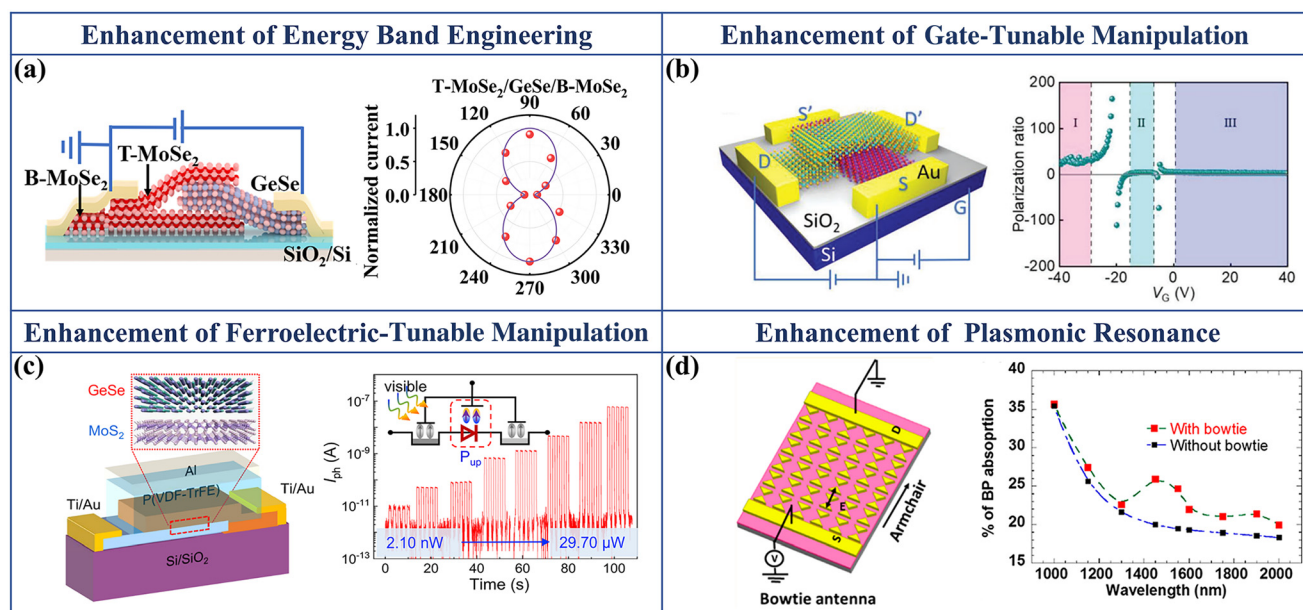 Enhancement of Energy Band Engineering
(a)
T-MoSe₂
B-MoSe₂
GeSe
SiO₂/Si
T-MoSe₂/GeSe/B-MoSe₂
Normalized current
1.0
0.5
0.0
90
60
30
0
330
300
270
240
210
180
150
120
Enhancement of Gate-Tunable Manipulation
(b)
S'
D'
D
S
Au
G
SiO₂
Si
Polarization ratio
200
100
0
-100
-200
I
II
III
-40
-20
0
20
40
V_G (V)
Enhancement of Ferroelectric-Tunable Manipulation
(c)
GeSe
MoS₂
Al
P(VDF-TrFE)
Ti/Au
Ti/Au
Si/SiO₂
visible
P_up
I_ph (A)
10⁻⁷
10⁻⁹
10⁻¹¹
10⁻¹³
2.10 nW
29.70 μW
0
20
40
60
80
100
Time (s)
Enhancement of Plasmonic Resonance
(d)
D
E
S
V
Armchair
Bowtie antenna
% of BP absoprtion
40
35
30
25
20
15
With bowtie
Without bowtie
1000
1200
1400
1600
1800
2000
Wavelength (nm)